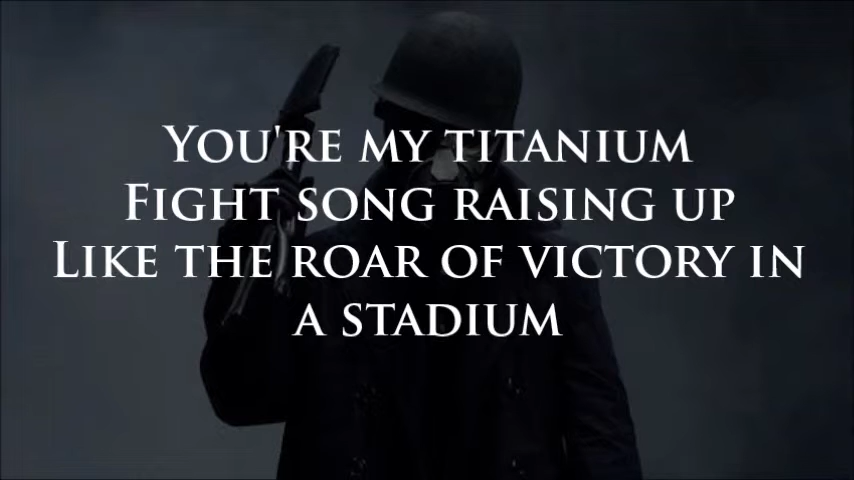 You're my titanium
Fight song raising up
Like the roar of victory in
a stadium